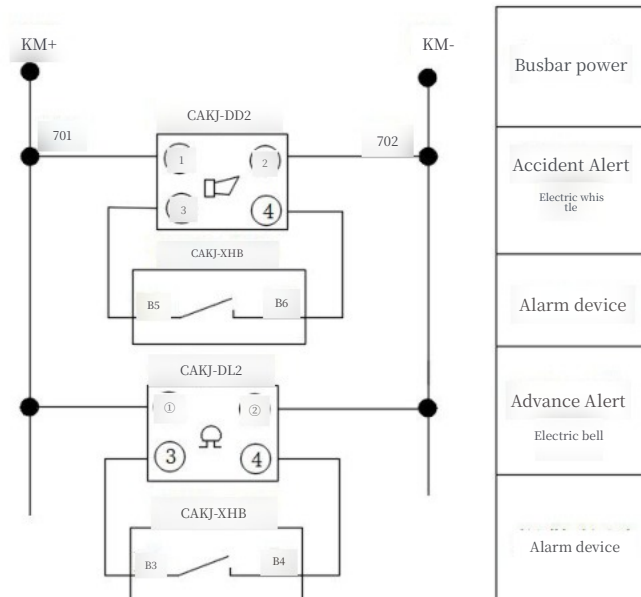 KM+
KM-
Busbar power
701
CAKJ-DD2
702
Accident Alert
1
2
Electric whis
tle
3
4
CAKJ-XHB
B5
B6
Alarm device
CAKJ-DL2
①
②
Advance Alert
Electric bell
3
4
CAKJ-XHB
B3
B4
Alarm device